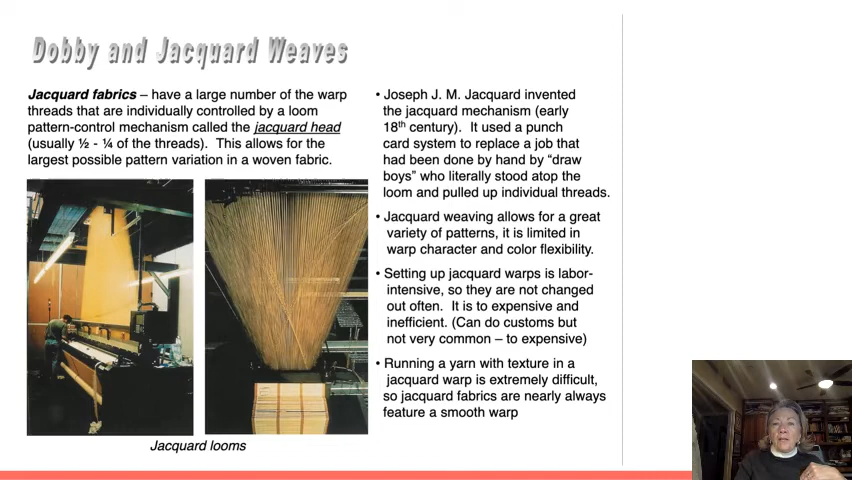 Dobby and Jacquard Weaves
Jacquard fabrics – have a large number of the warp
threads that are individually controlled by a loom
pattern-control mechanism called the jacquard head
(usually ½ - ¼ of the threads).  This allows for the
largest possible pattern variation in a woven fabric.
Jacquard looms
• Joseph J. M. Jacquard invented
the jacquard mechanism (early
18th century).  It used a punch
card system to replace a job that
had been done by hand by “draw
boys” who literally stood atop the
loom and pulled up individual threads.
• Jacquard weaving allows for a great
variety of patterns, it is limited in
warp character and color flexibility.
• Setting up jacquard warps is labor-
intensive, so they are not changed
out often.  It is to expensive and
inefficient. (Can do customs but
not very common – to expensive)
• Running a yarn with texture in a
jacquard warp is extremely difficult,
so jacquard fabrics are nearly always
feature a smooth warp